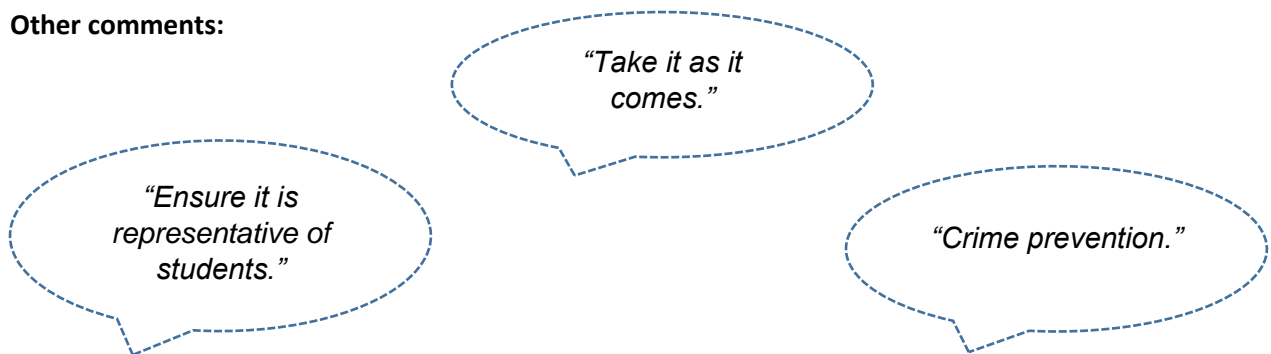 Other comments:
“Take it as it
comes.”
“Ensure it is
representative of
students.”
“Crime prevention.”